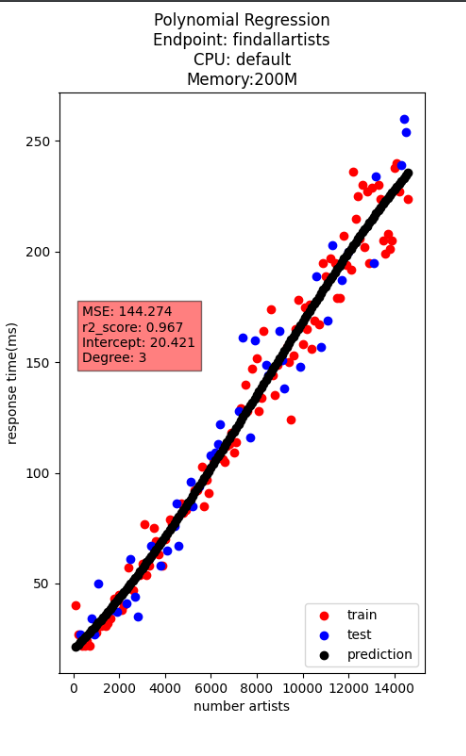 Polynomial Regression
Endpoint: findallartists
CPU: default
Memory:200M
250
200
150
100
50
response time(ms)
MSE: 144.274
r2_score: 0.967
Intercept: 20.421
Degree: 3
train
test
prediction
0 2000 4000 6000 8000 10000 12000 14000
number artists